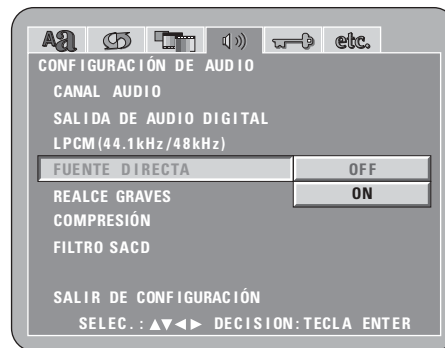 Aa etc.
CONFIGURACIÓN DE AUDIO
CANAL AUDIO
SALIDA DE AUDIO DIGITAL
LPCM(44.1kHz/48kHz)
FUENTE DIRECTA OFF
REALCE GRAVES ON
COMPRESIÓN
FILTRO SACD
SALIR DE CONFIGURACIÓN
SELEC.:▲▼◀▶ DECISION:TECLA ENTER